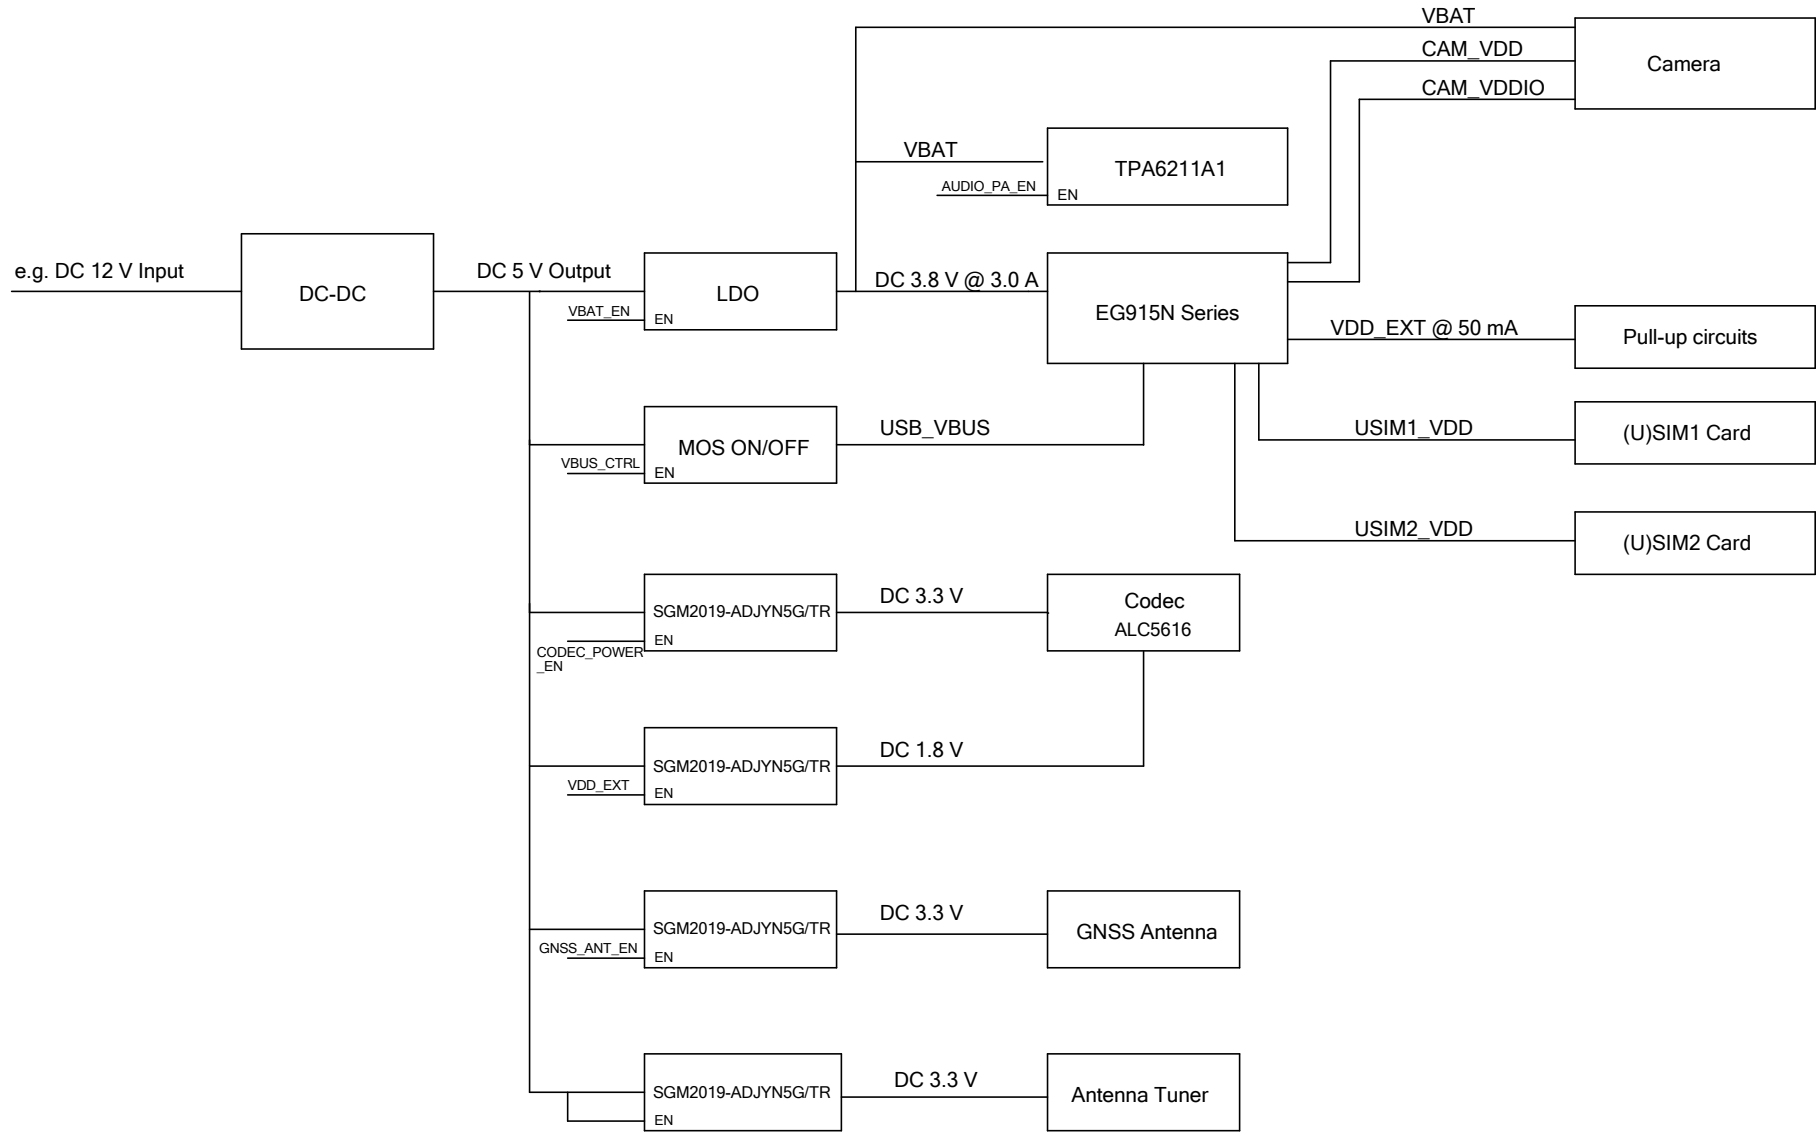 VBAT
CAM_VDD
Camera
CAM_VDDIO
VBAT
TPA6211A1
AUDIO_PA_EN
EN
e.g. DC 12 V Input
DC-DC
DC 5 V Output
LDO
VBAT_EN
EN
DC 3.8 V @ 3.0 A
EG915N Series
VDD_EXT @ 50 mA
Pull-up circuits
MOS ON/OFF
VBUS_CTRL
EN
USB_VBUS
USIM1_VDD
(U)SIM1 Card
USIM2_VDD
(U)SIM2 Card
SGM2019-ADJYN5G/TR
EN
CODEC_POWER
_EN
DC 3.3 V
Codec
ALC5616
SGM2019-ADJYN5G/TR
VDD_EXT
EN
DC 1.8 V
SGM2019-ADJYN5G/TR
GNSS_ANT_EN
EN
DC 3.3 V
GNSS Antenna
SGM2019-ADJYN5G/TR
EN
DC 3.3 V
Antenna Tuner